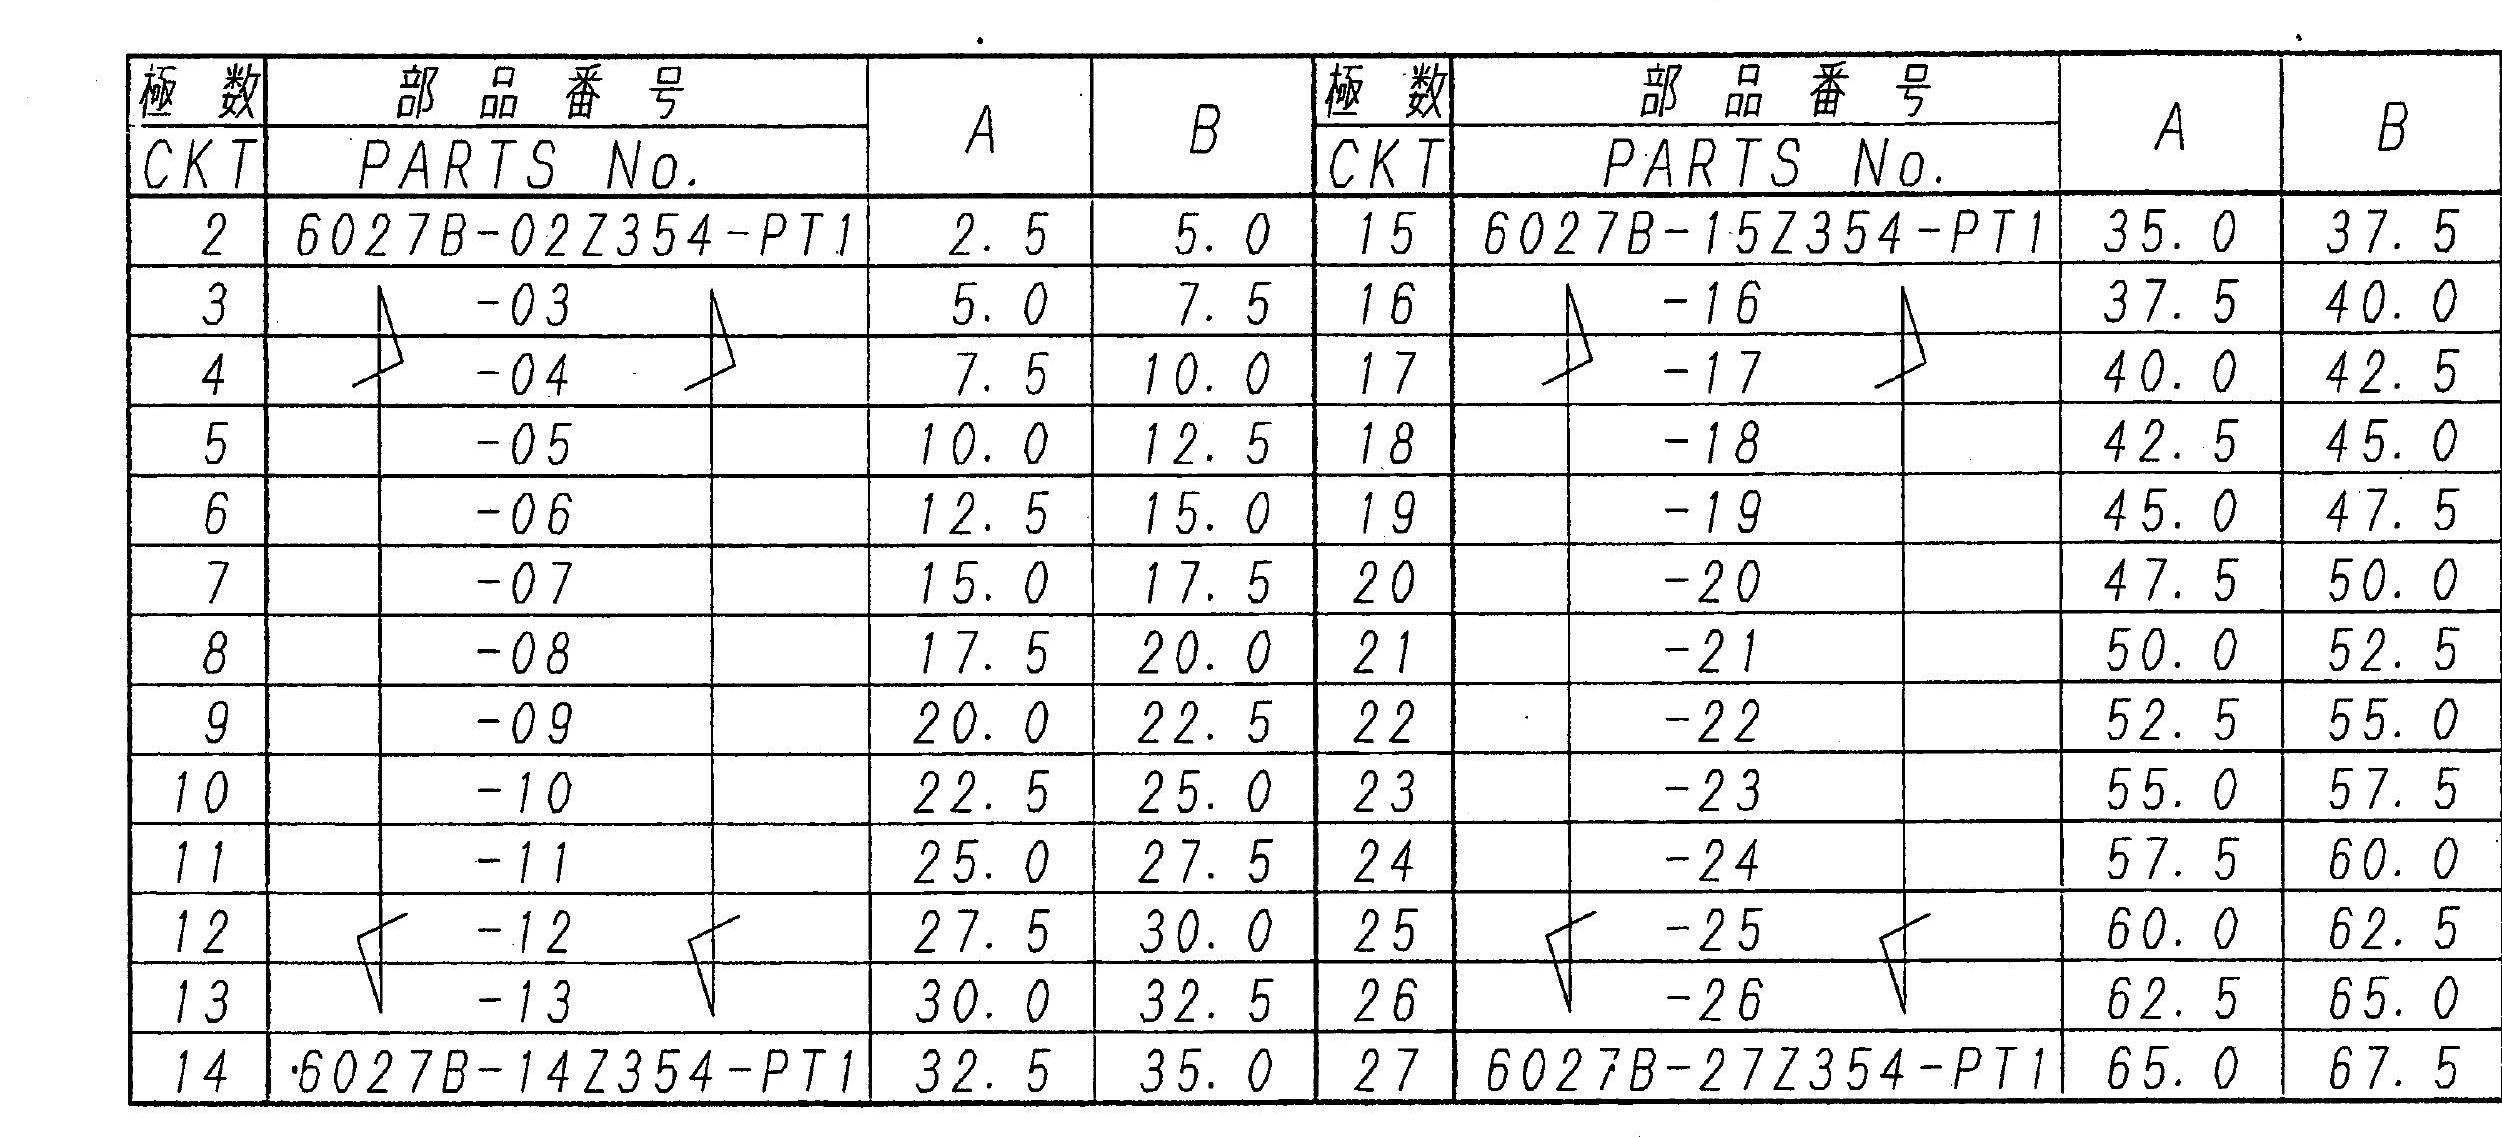 極数 部品番号 A B 極数 部品番号 A B
CKT PARTS No. CKT PARTS No.
2 6027B-02Z354-PT1 2.5 5.0 15 6027B-15Z354-PT1 35.0 37.5
3 -03 5.0 7.5 16 -16 37.5 40.0
4 -04 7.5 10.0 17 -17 40.0 42.5
5 -05 10.0 12.5 18 -18 42.5 45.0
6 -06 12.5 15.0 19 -19 45.0 47.5
7 -07 15.0 17.5 20 -20 47.5 50.0
8 -08 17.5 20.0 21 -21 50.0 52.5
9 -09 20.0 22.5 22 -22 52.5 55.0
10 -10 22.5 25.0 23 -23 55.0 57.5
11 -11 25.0 27.5 24 -24 57.5 60.0
12 -12 27.5 30.0 25 -25 60.0 62.5
13 -13 30.0 32.5 26 -26 62.5 65.0
14 6027B-14Z354-PT1 32.5 35.0 27 6027B-27Z354-PT1 65.0 67.5